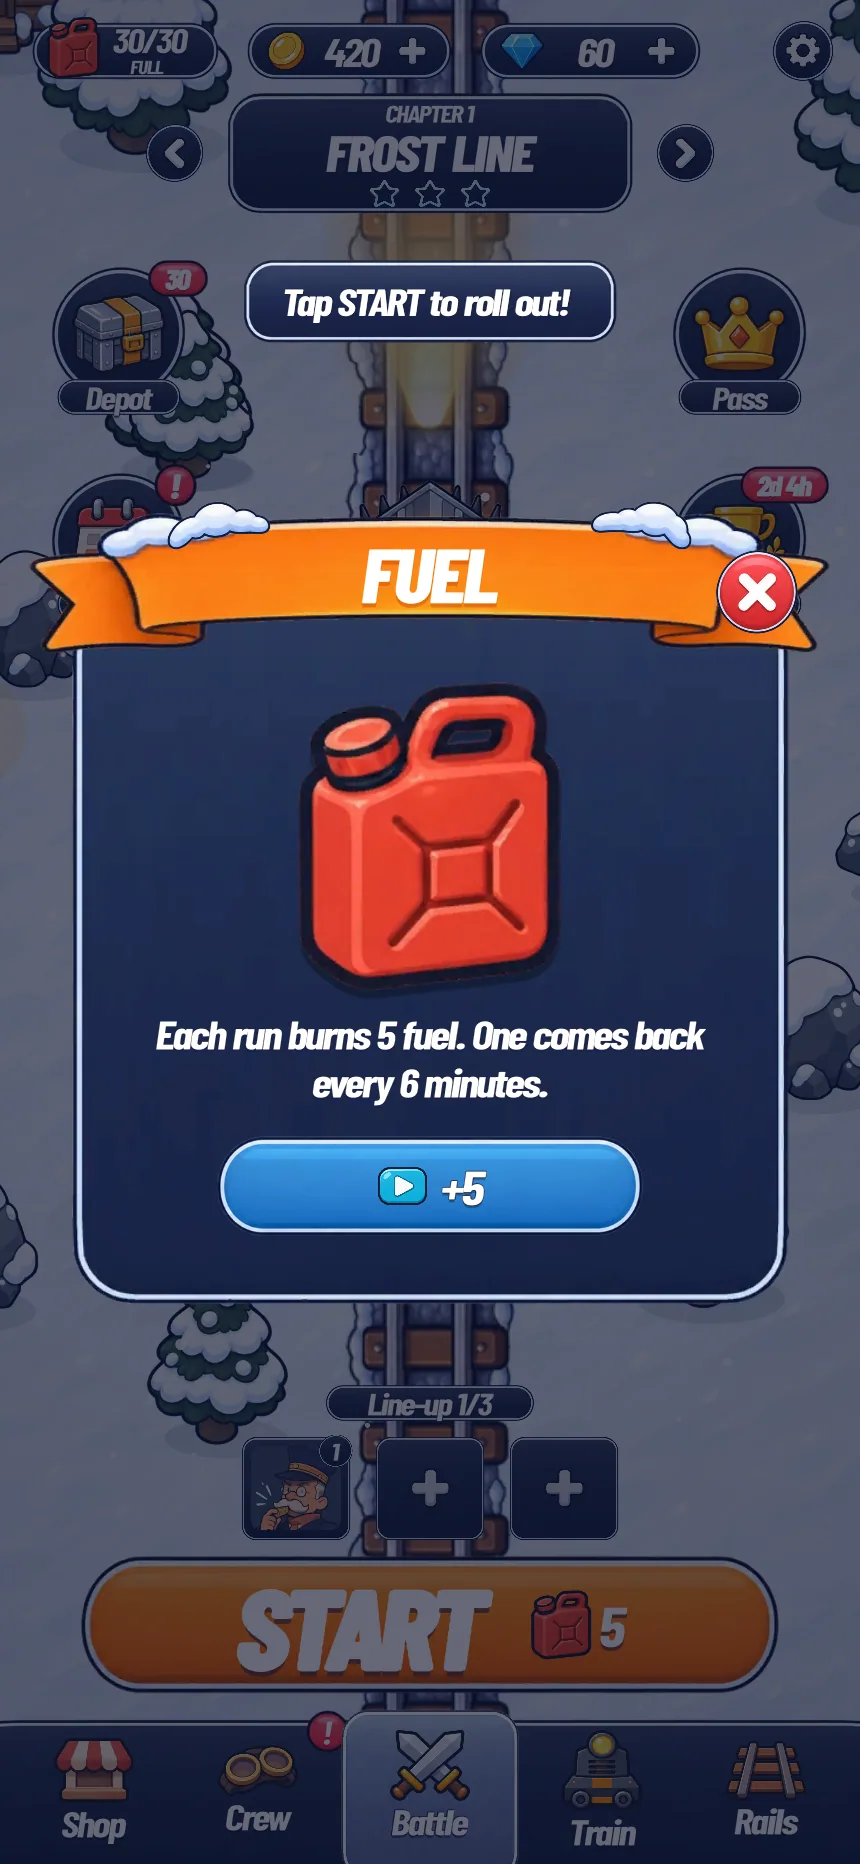 30/30
FULL
420
60
CHAPTER 1
FROST LINE
Tap START to roll out!
30
Depot
Pass
!
2d 4h
FUEL
Each run burns 5 fuel. One comes back
every 6 minutes.
+5
Line-up 1/3
1
START 5
Shop
!
Crew
Battle
Train
Rails